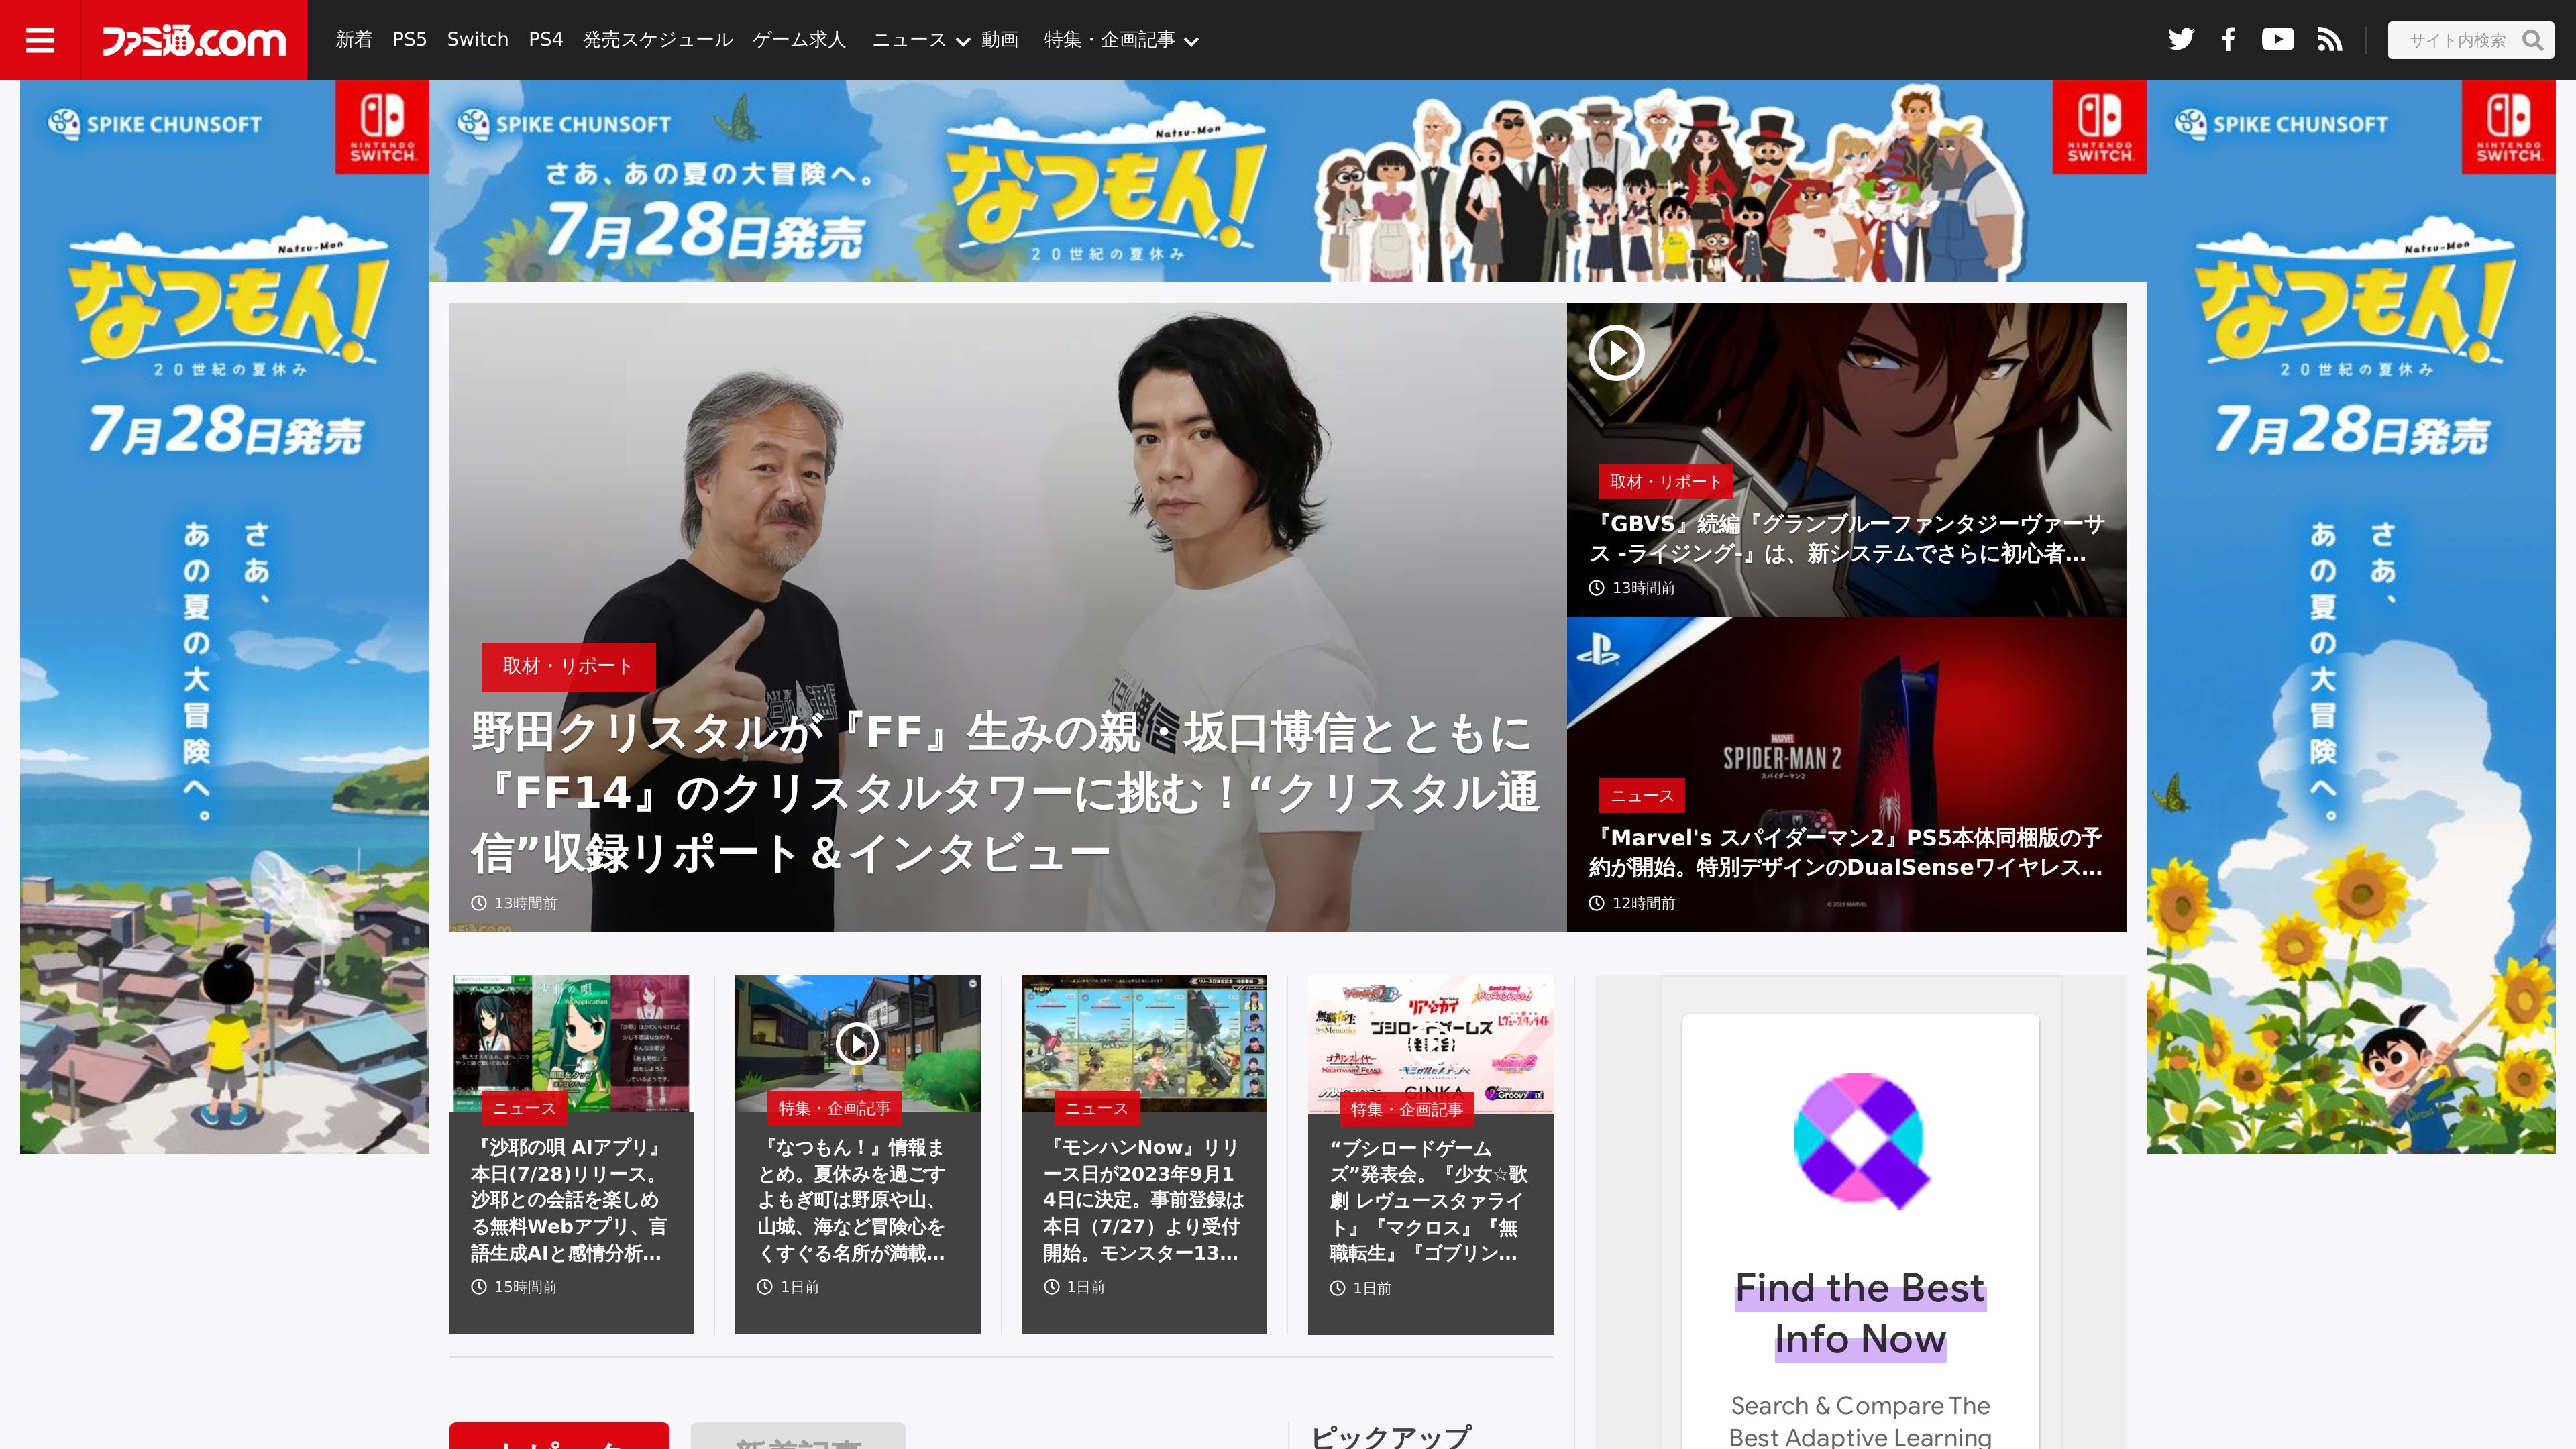 ファミ通.com
新着 PS5 Switch PS4 発売スケジュール ゲーム求人 ニュース 動画 特集・企画記事
サイト内検索
SPIKE CHUNSOFT
NINTENDO SWITCH
Natsu-Mon
なつもん!
20世紀の夏休み
7月28日発売
さあ、
あの夏の大冒険へ。
SPIKE CHUNSOFT
さあ、あの夏の大冒険へ。
7月28日発売
Natsu-Mon
なつもん!
20世紀の夏休み
NINTENDO SWITCH
SPIKE CHUNSOFT
NINTENDO SWITCH
Natsu-Mon
なつもん!
20世紀の夏休み
7月28日発売
さあ、
あの夏の大冒険へ。
取材・リポート
野田クリスタルが『FF』生みの親・坂口博信とともに
『FF14』のクリスタルタワーに挑む！“クリスタル通
信”収録リポート＆インタビュー
13時間前
取材・リポート
『GBVS』続編『グランブルーファンタジーヴァーサ
ス -ライジング-』は、新システムでさらに初心者...
13時間前
MARVEL
SPIDER-MAN 2
スパイダーマン2
ニュース
『Marvel's スパイダーマン2』PS5本体同梱版の予
約が開始。特別デザインのDualSenseワイヤレス...
© 2023 MARVEL
12時間前
ニュース
『沙耶の唄 AIアプリ』
本日(7/28)リリース。
沙耶との会話を楽しめ
る無料Webアプリ、言
語生成AIと感情分析...
15時間前
特集・企画記事
『なつもん！』情報ま
とめ。夏休みを過ごす
よもぎ町は野原や山、
山城、海など冒険心を
くすぐる名所が満載...
1日前
ニュース
『モンハンNow』リリ
ース日が2023年9月1
4日に決定。事前登録は
本日（7/27）より受付
開始。モンスター13...
1日前
特集・企画記事
“ブシロードゲーム
ズ”発表会。『少女☆歌
劇 レヴュースタァライ
ト』『マクロス』『無
職転生』『ゴブリン...
1日前
Find the Best
Info Now
Search & Compare The
Best Adaptive Learning
トピック
新着記事
ピックアップ